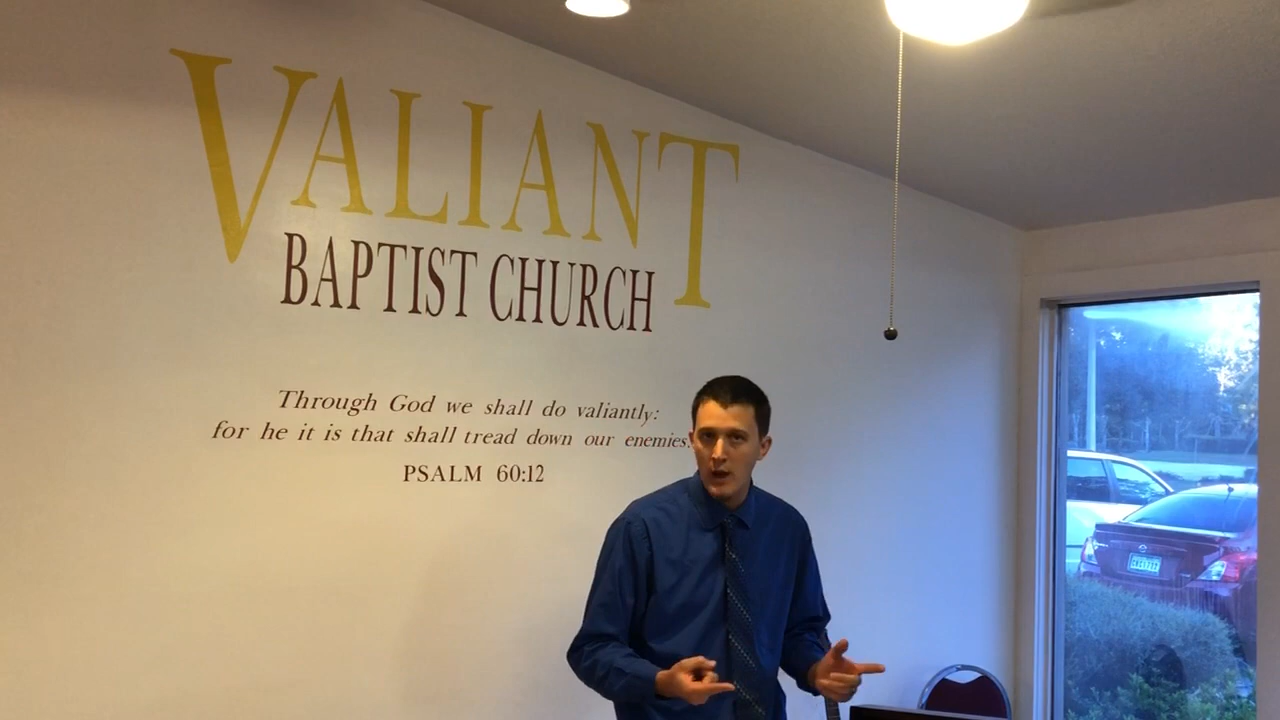 VALIANT
BAPTIST CHURCH
Through God we shall do valiantly:
for he it is that shall tread down our enemies.
PSALM 60:12